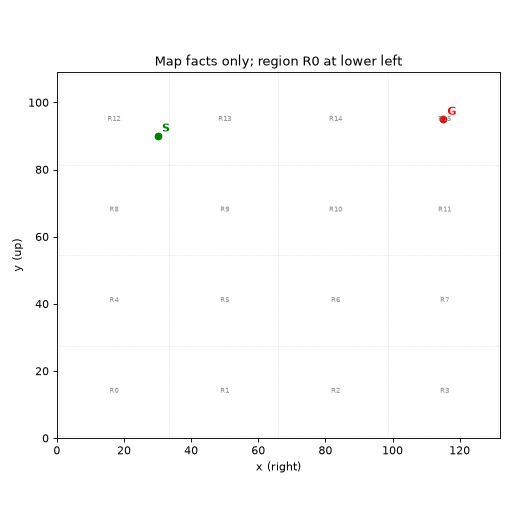 Map facts only; region R0 at lower left
100
80
60
40
20
0
y (up)
R12
R13
R14
S
G
R8
R9
R10
R11
R4
R5
R6
R7
R0
R1
R2
R3
0
20
40
60
80
100
120
x (right)